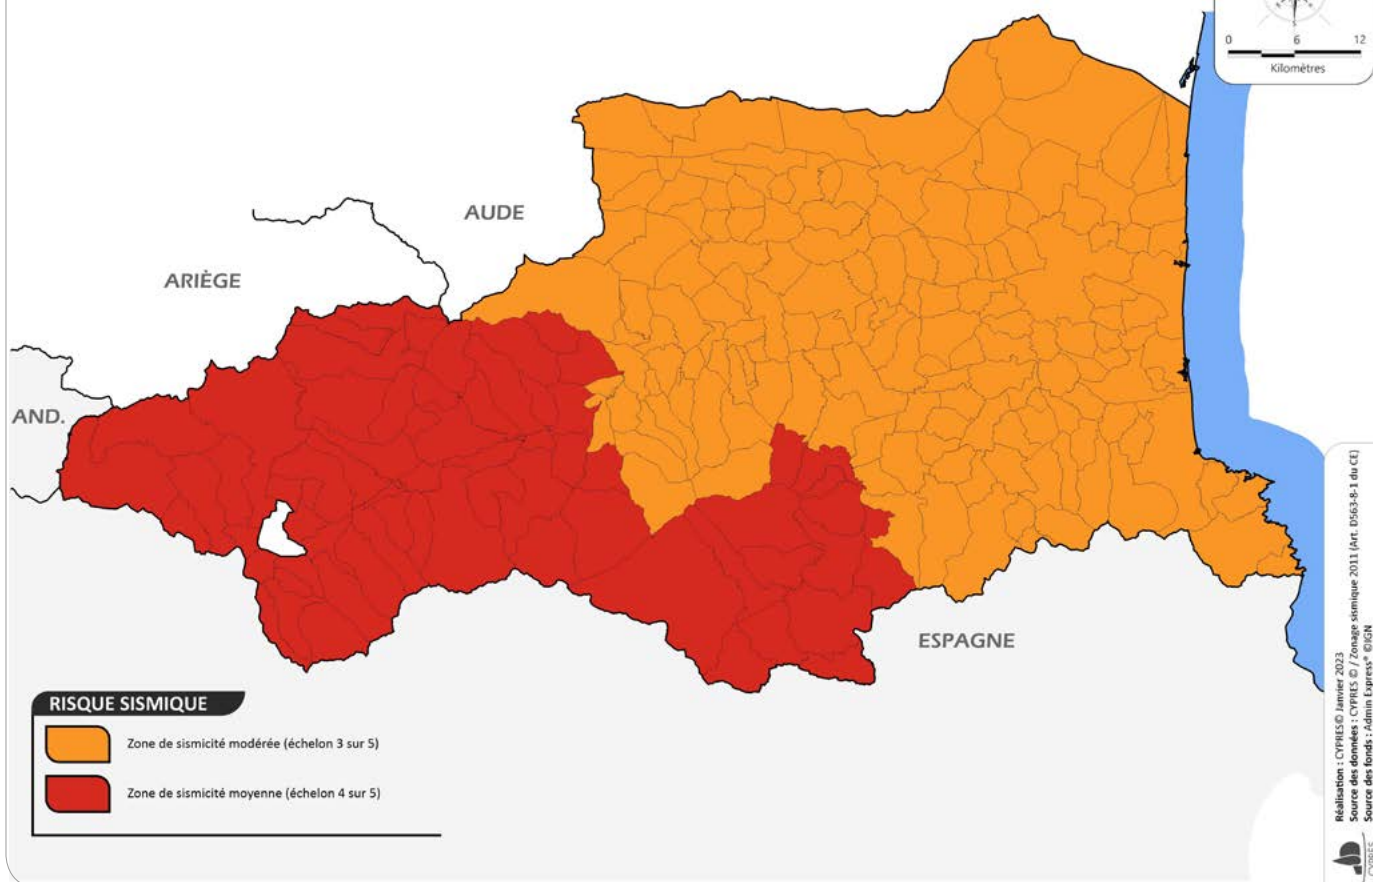 S
0 6 12
Kilomètres
AUDE
ARIÈGE
AND.
ESPAGNE
RISQUE SISMIQUE
Zone de sismicité modérée (échelon 3 sur 5)
Zone de sismicité moyenne (échelon 4 sur 5)
Réalisation : CYPRES© Janvier 2023
Source des données : CYPRES © / Zonage sismique 2011 (Art. D563-8-1 du CE)
Source des fonds : Admin Express® ©IGN
CYPRES